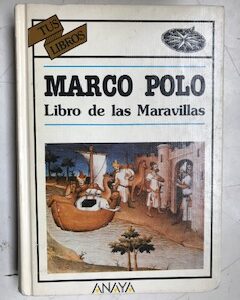 TUS
LIBROS
MARCO POLO
Libro de las Maravillas
ANAYA